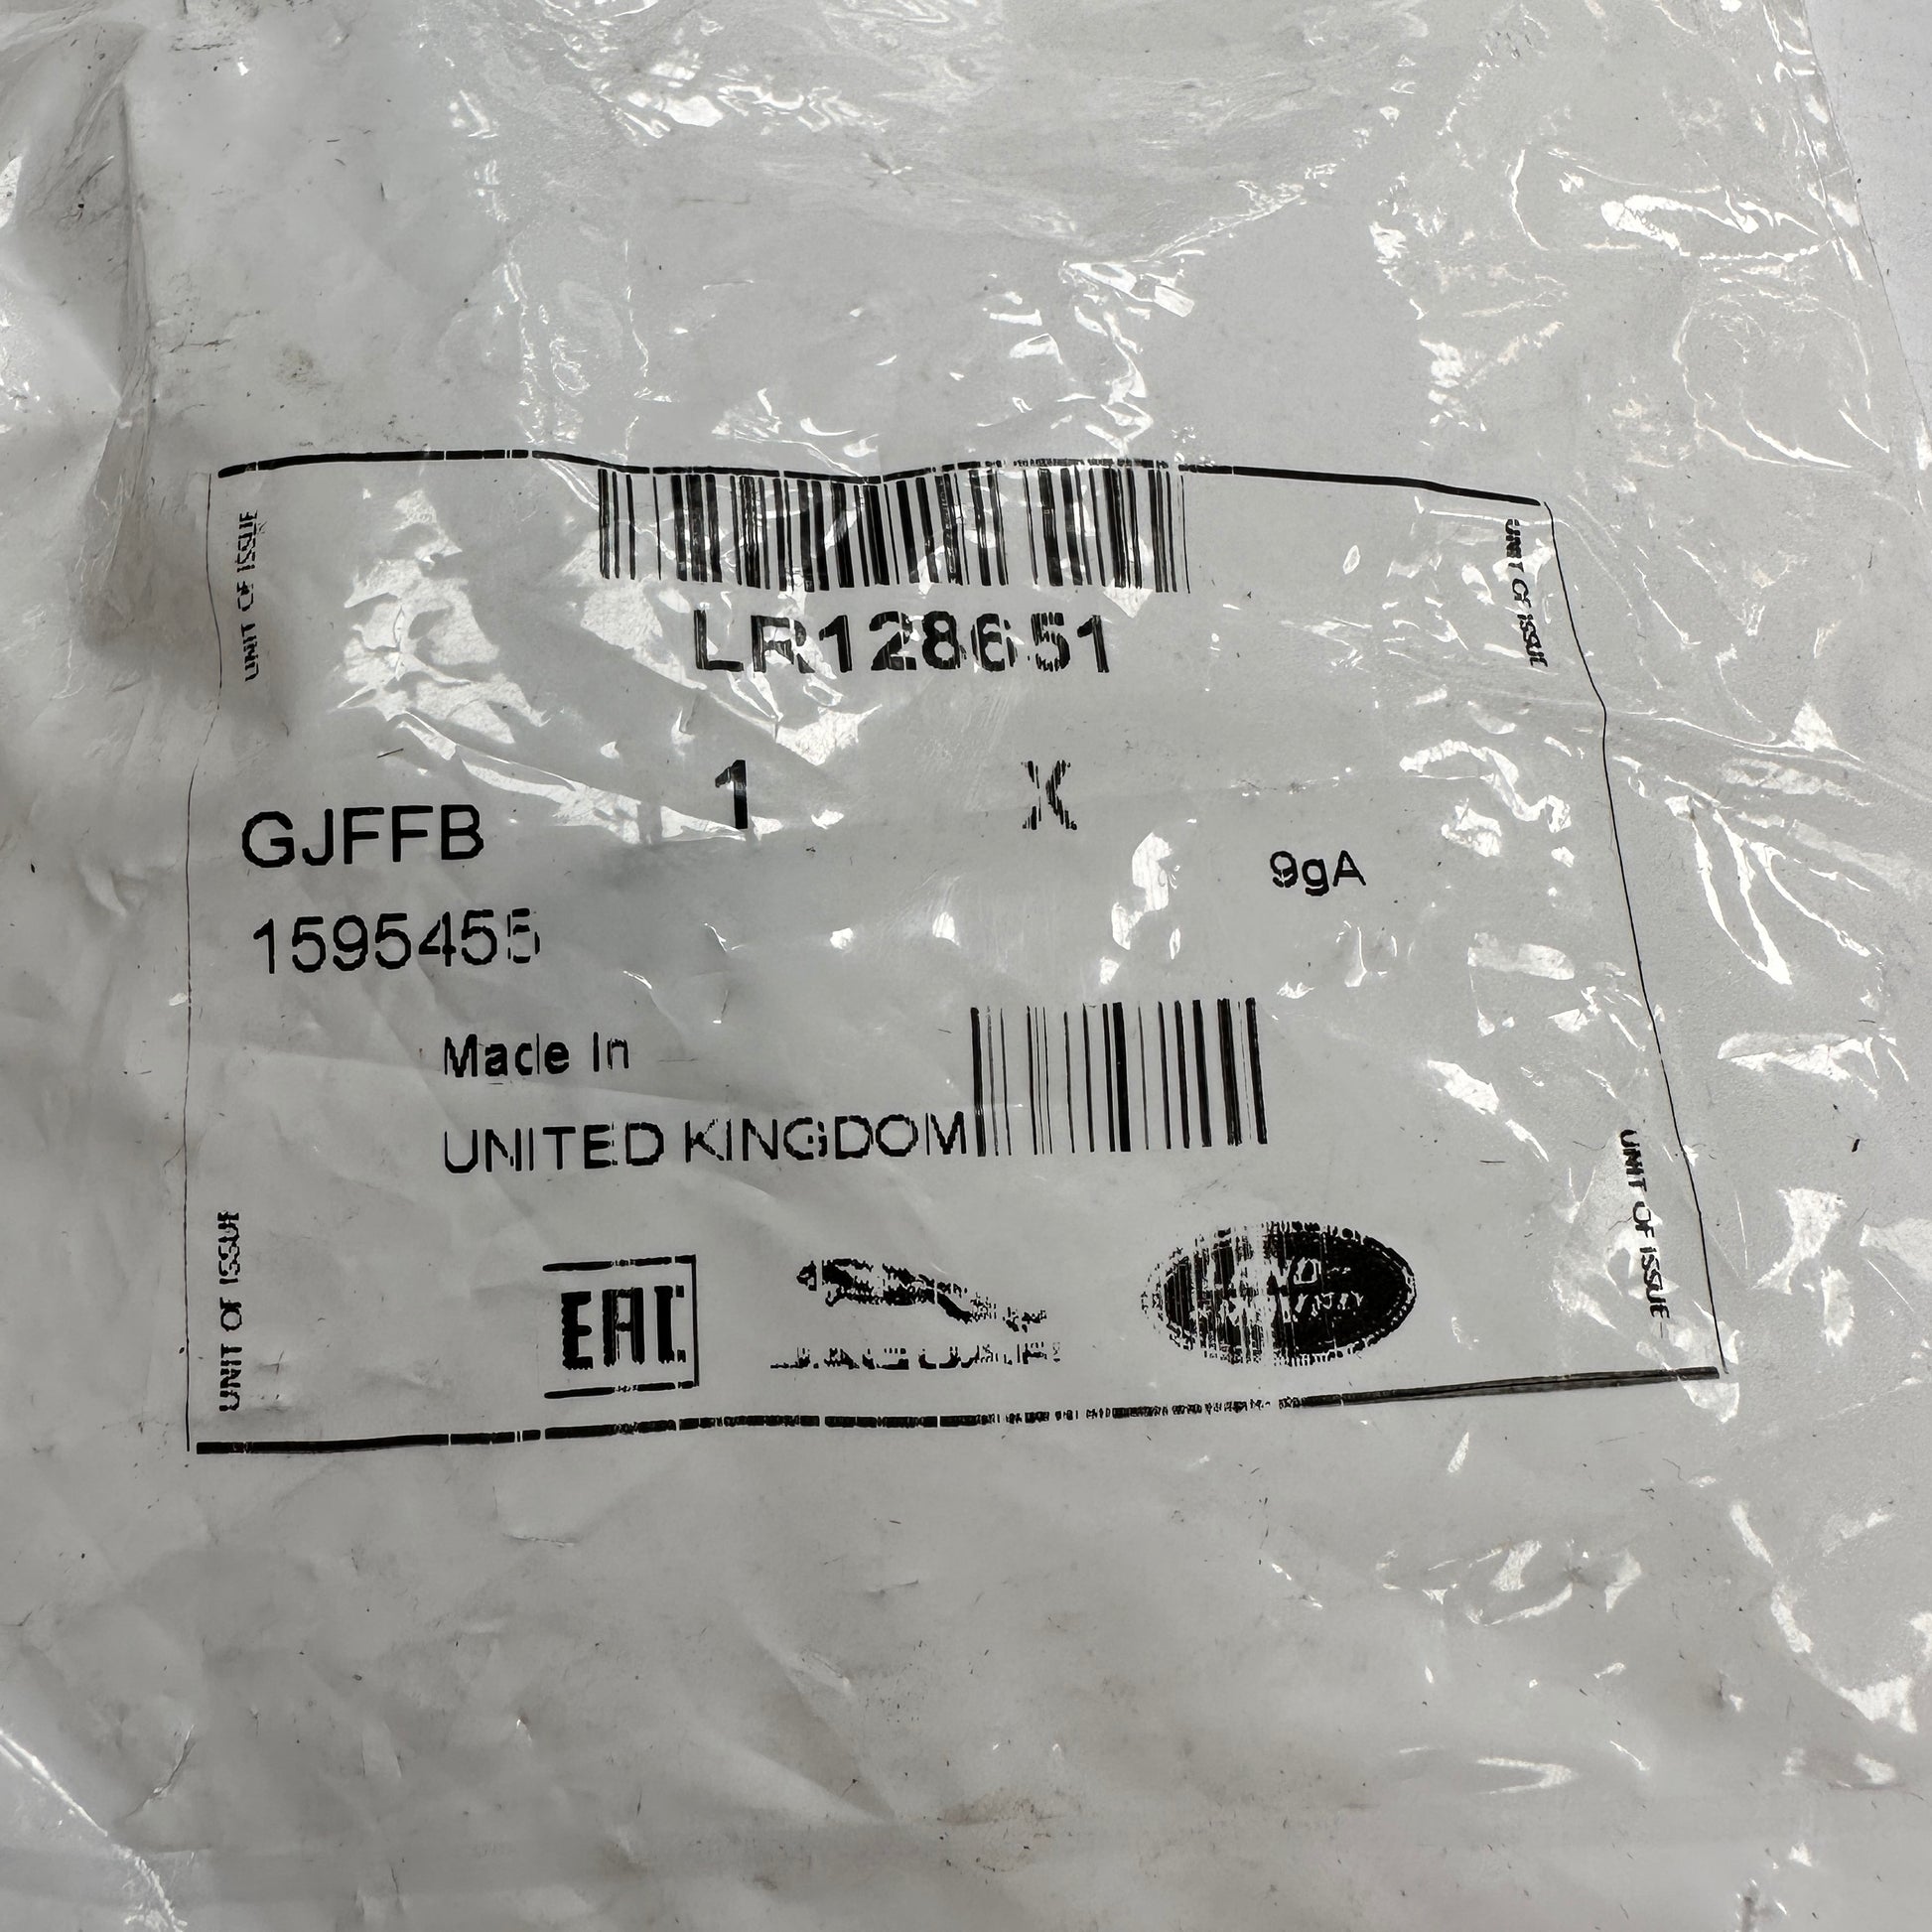 UNIT OF ISSUE
UNIT OF ISSUE
LR128651
1 X
GJFFB
9gA
1595455
Made In
UNITED KINGDOM
UNIT OF ISSUE
UNIT OF ISSUE
EAC